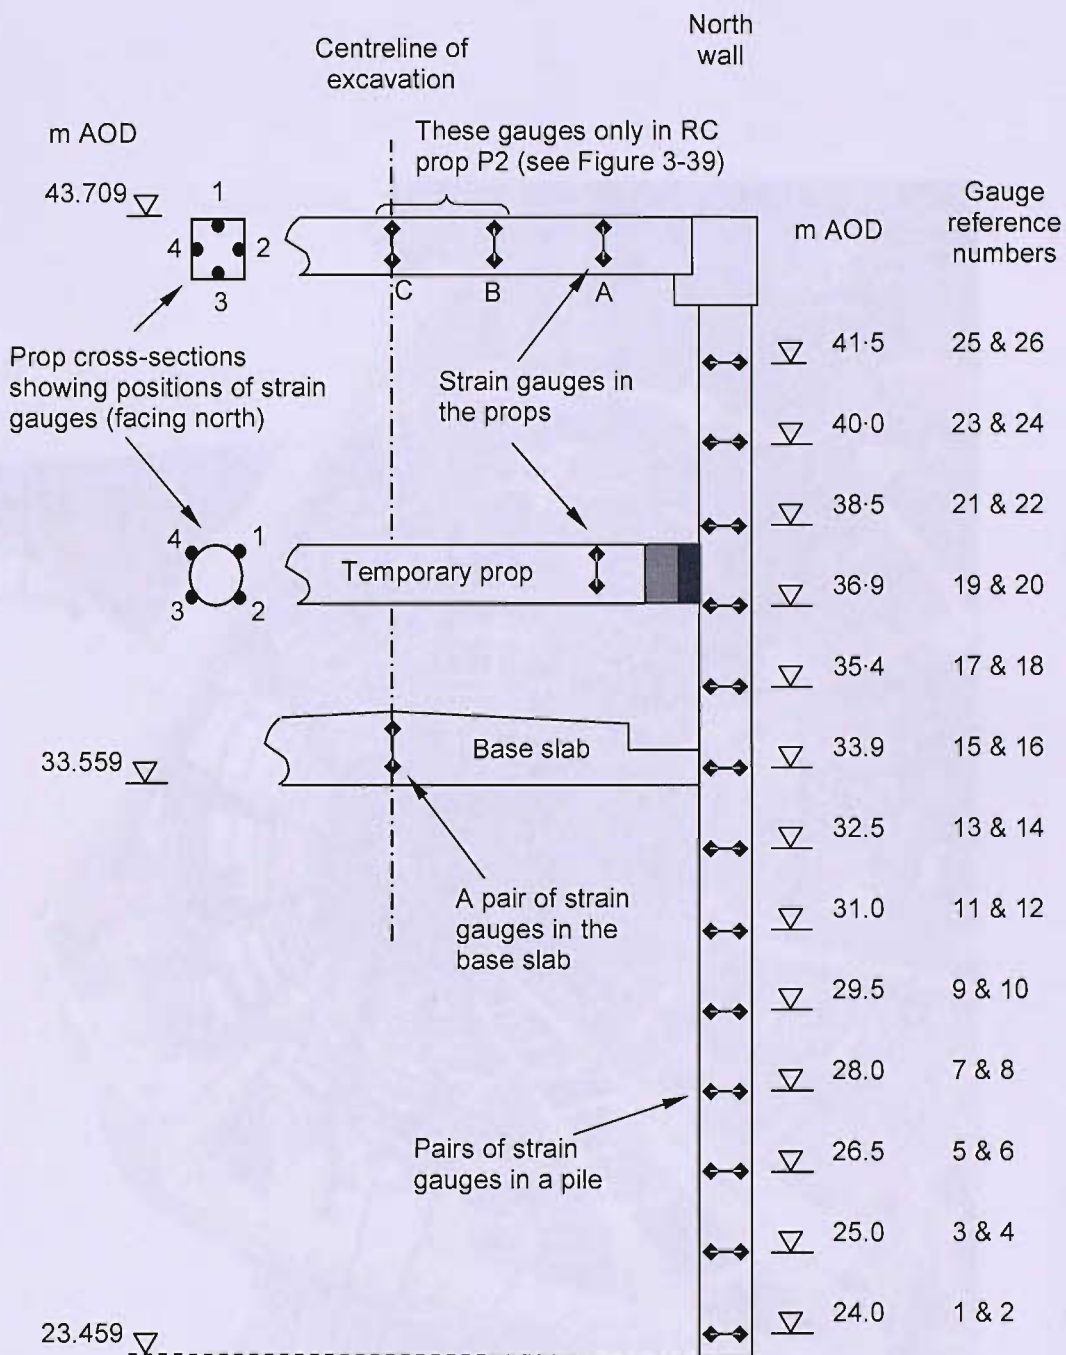 North
wall
Centreline of
excavation
m AOD
These gauges only in RC
prop P2 (see Figure 3-39)
43.709
1
4
2
3
C
B
A
m AOD
Gauge
reference
numbers
Prop cross-sections
showing positions of strain
gauges (facing north)
Strain gauges in
the props
41·5 25 & 26
40·0 23 & 24
38·5 21 & 22
4
1
3
2
Temporary prop
36·9 19 & 20
35·4 17 & 18
Base slab
33.559
33.9 15 & 16
32.5 13 & 14
A pair of strain
gauges in the
base slab
31.0 11 & 12
29.5 9 & 10
28.0 7 & 8
Pairs of strain
gauges in a pile
26.5 5 & 6
25.0 3 & 4
24.0 1 & 2
23.459